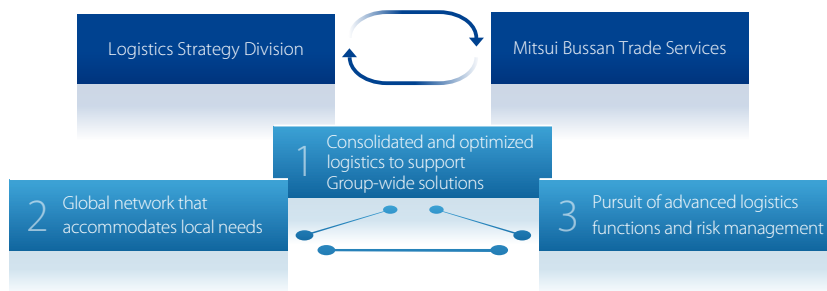 Logistics Strategy Division
Mitsui Bussan Trade Services
1
Consolidated and optimized
logistics to support
Group-wide solutions
2
Global network that
accommodates local needs
3
Pursuit of advanced logistics
functions and risk management